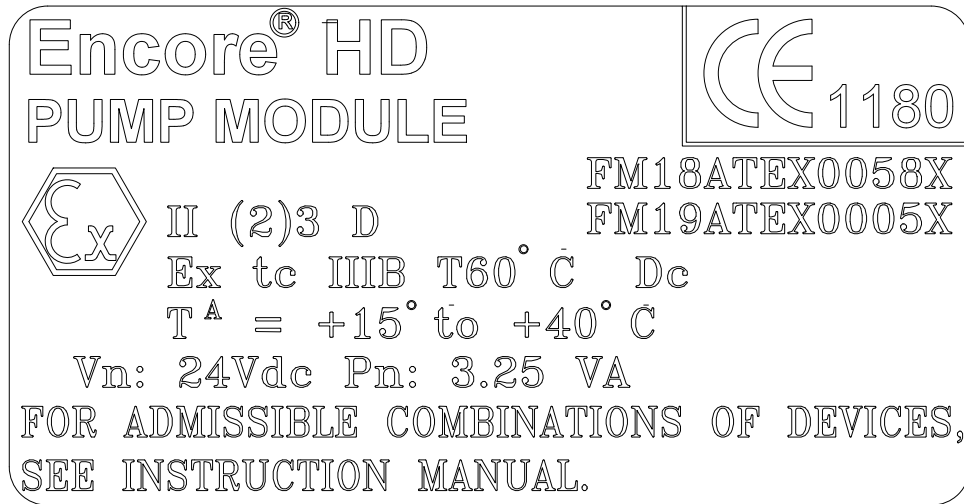 Encore® HD
PUMP MODULE
CE 1180
FM18ATEX0058X
FM19ATEX0005X
Ex II (2)3 D
Ex tc IIIB T60° C Dc
T A = +15° to +40° C
Vn: 24Vdc Pn: 3.25 VA
FOR ADMISSIBLE COMBINATIONS OF DEVICES,
SEE INSTRUCTION MANUAL.